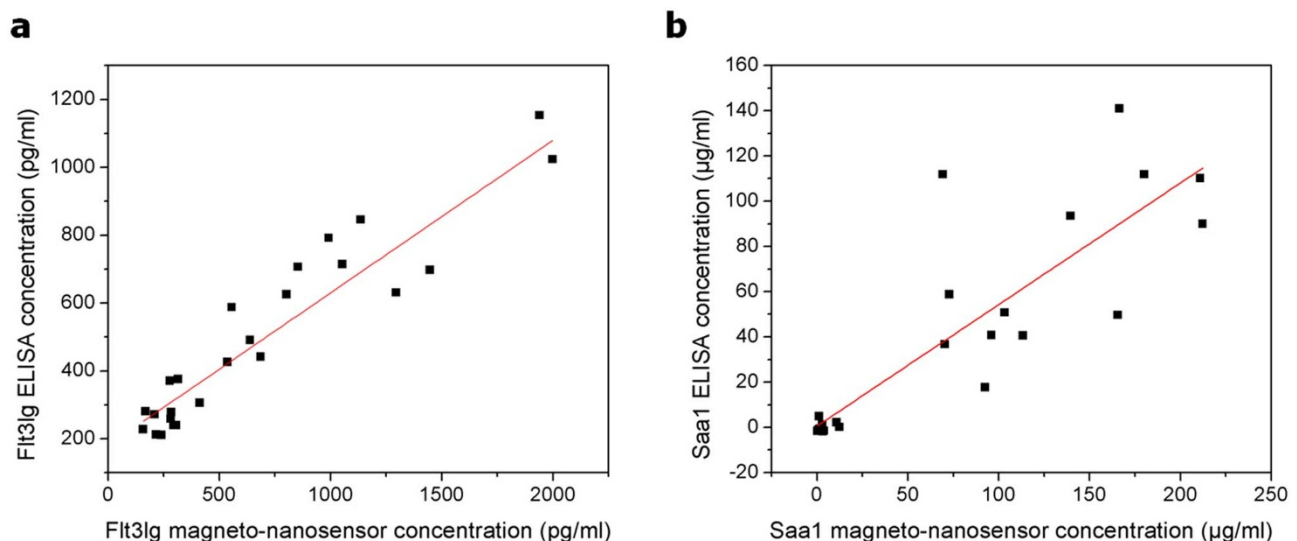 a
1200
1000
800
600
400
200
0 500 1000 1500 2000
Flt3lg ELISA concentration (pg/ml)
Flt3lg magneto-nanosensor concentration (pg/ml)
b
160
140
120
100
80
60
40
20
0
-20
0 50 100 150 200 250
Saa1 ELISA concentration (µg/ml)
Saa1 magneto-nanosensor concentration (µg/ml)